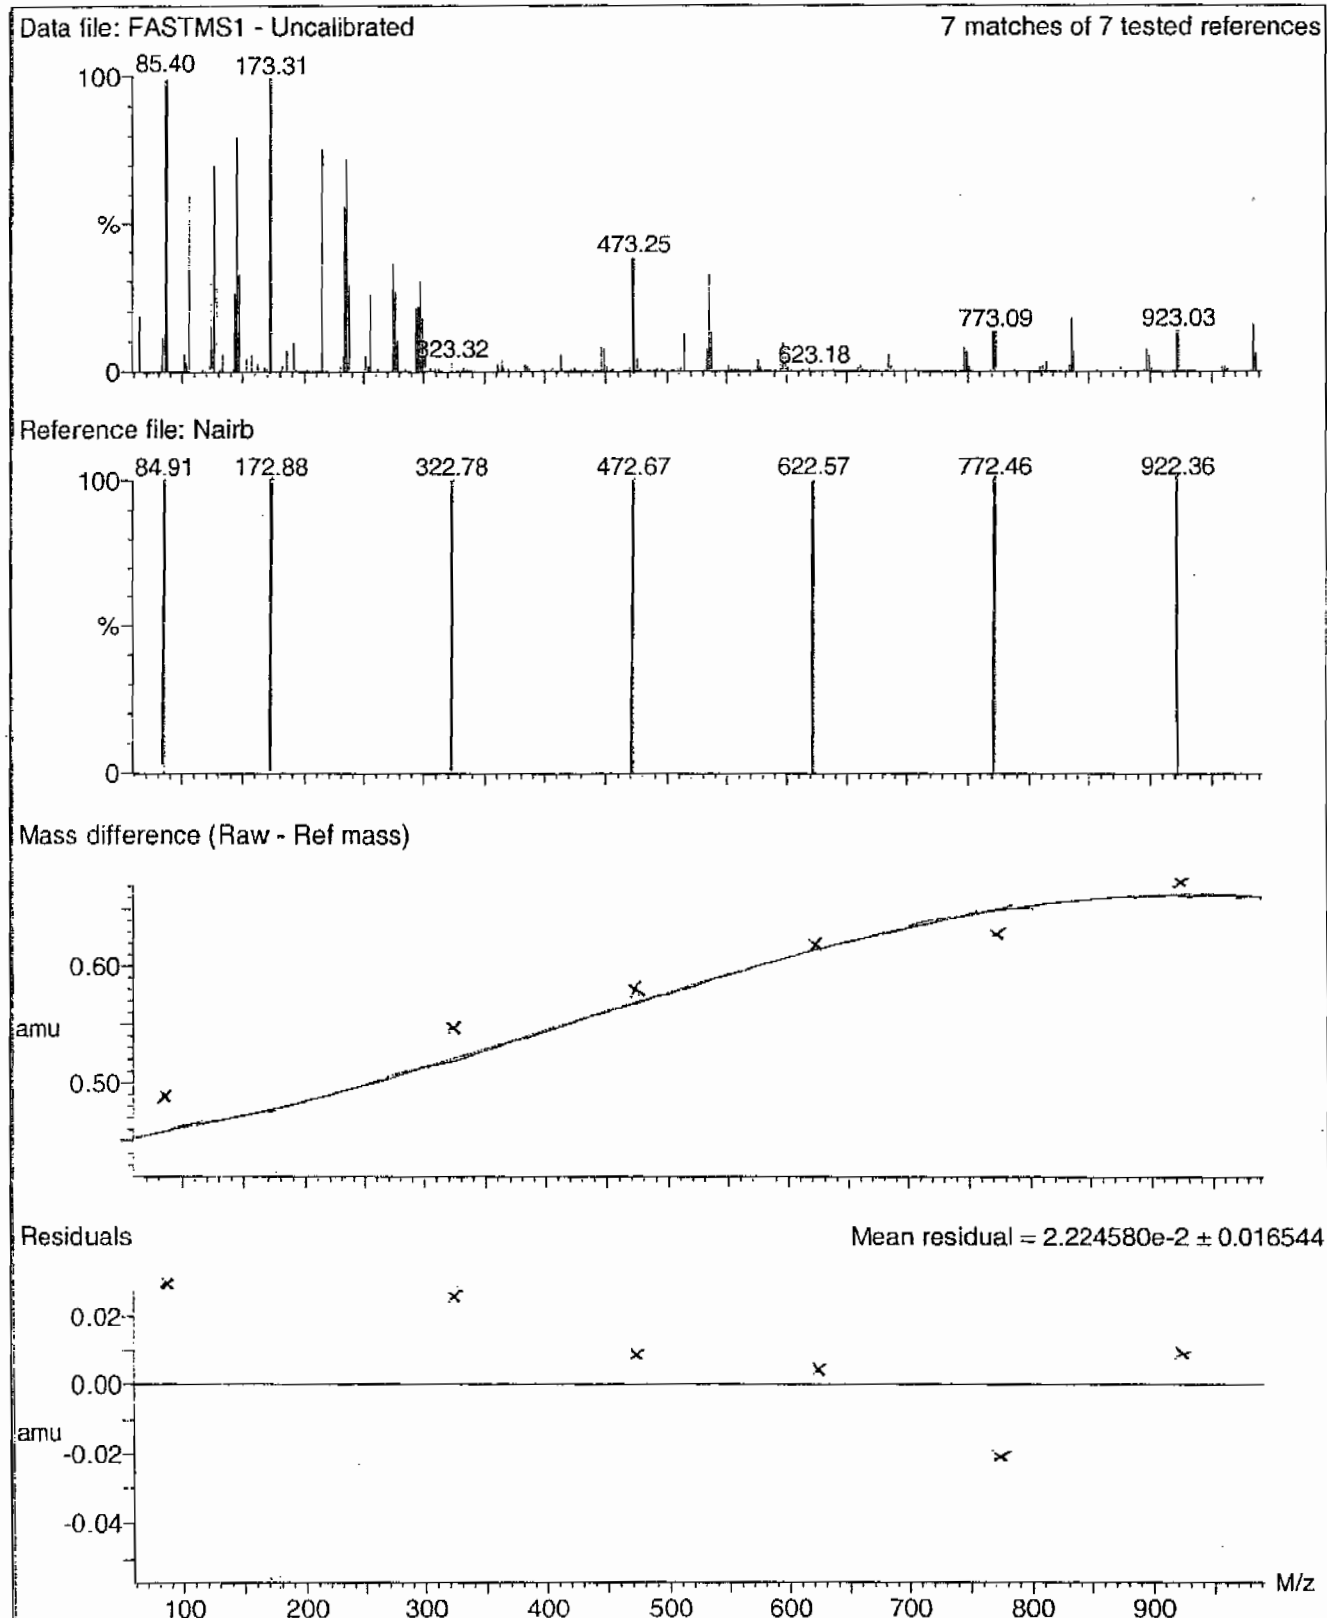 Data file: FASTMS1 - Uncalibrated 7 matches of 7 tested references
85.40 173.31
100
%
473.25
773.09 923.03
323.32 623.18
0
Reference file: Nairb
84.91 172.88 322.78 472.67 622.57 772.46 922.36
100
%
0
Mass difference (Raw - Ref mass)
0.60
amu
0.50
Residuals Mean residual = 2.224580e-2 ± 0.016544
0.02
0.00
amu
-0.02
-0.04
M/z
100 200 300 400 500 600 700 800 900